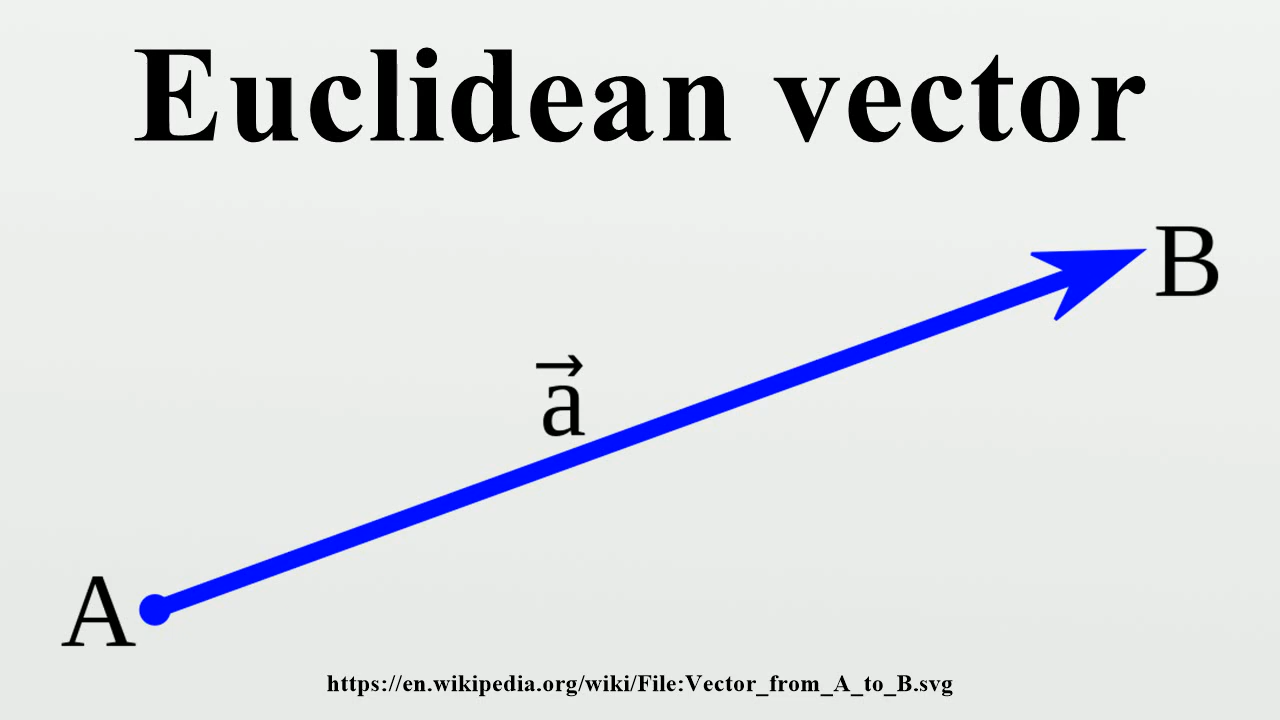 Euclidean vector
B
a⃗
A
https://en.wikipedia.org/wiki/File:Vector_from_A_to_B.svg